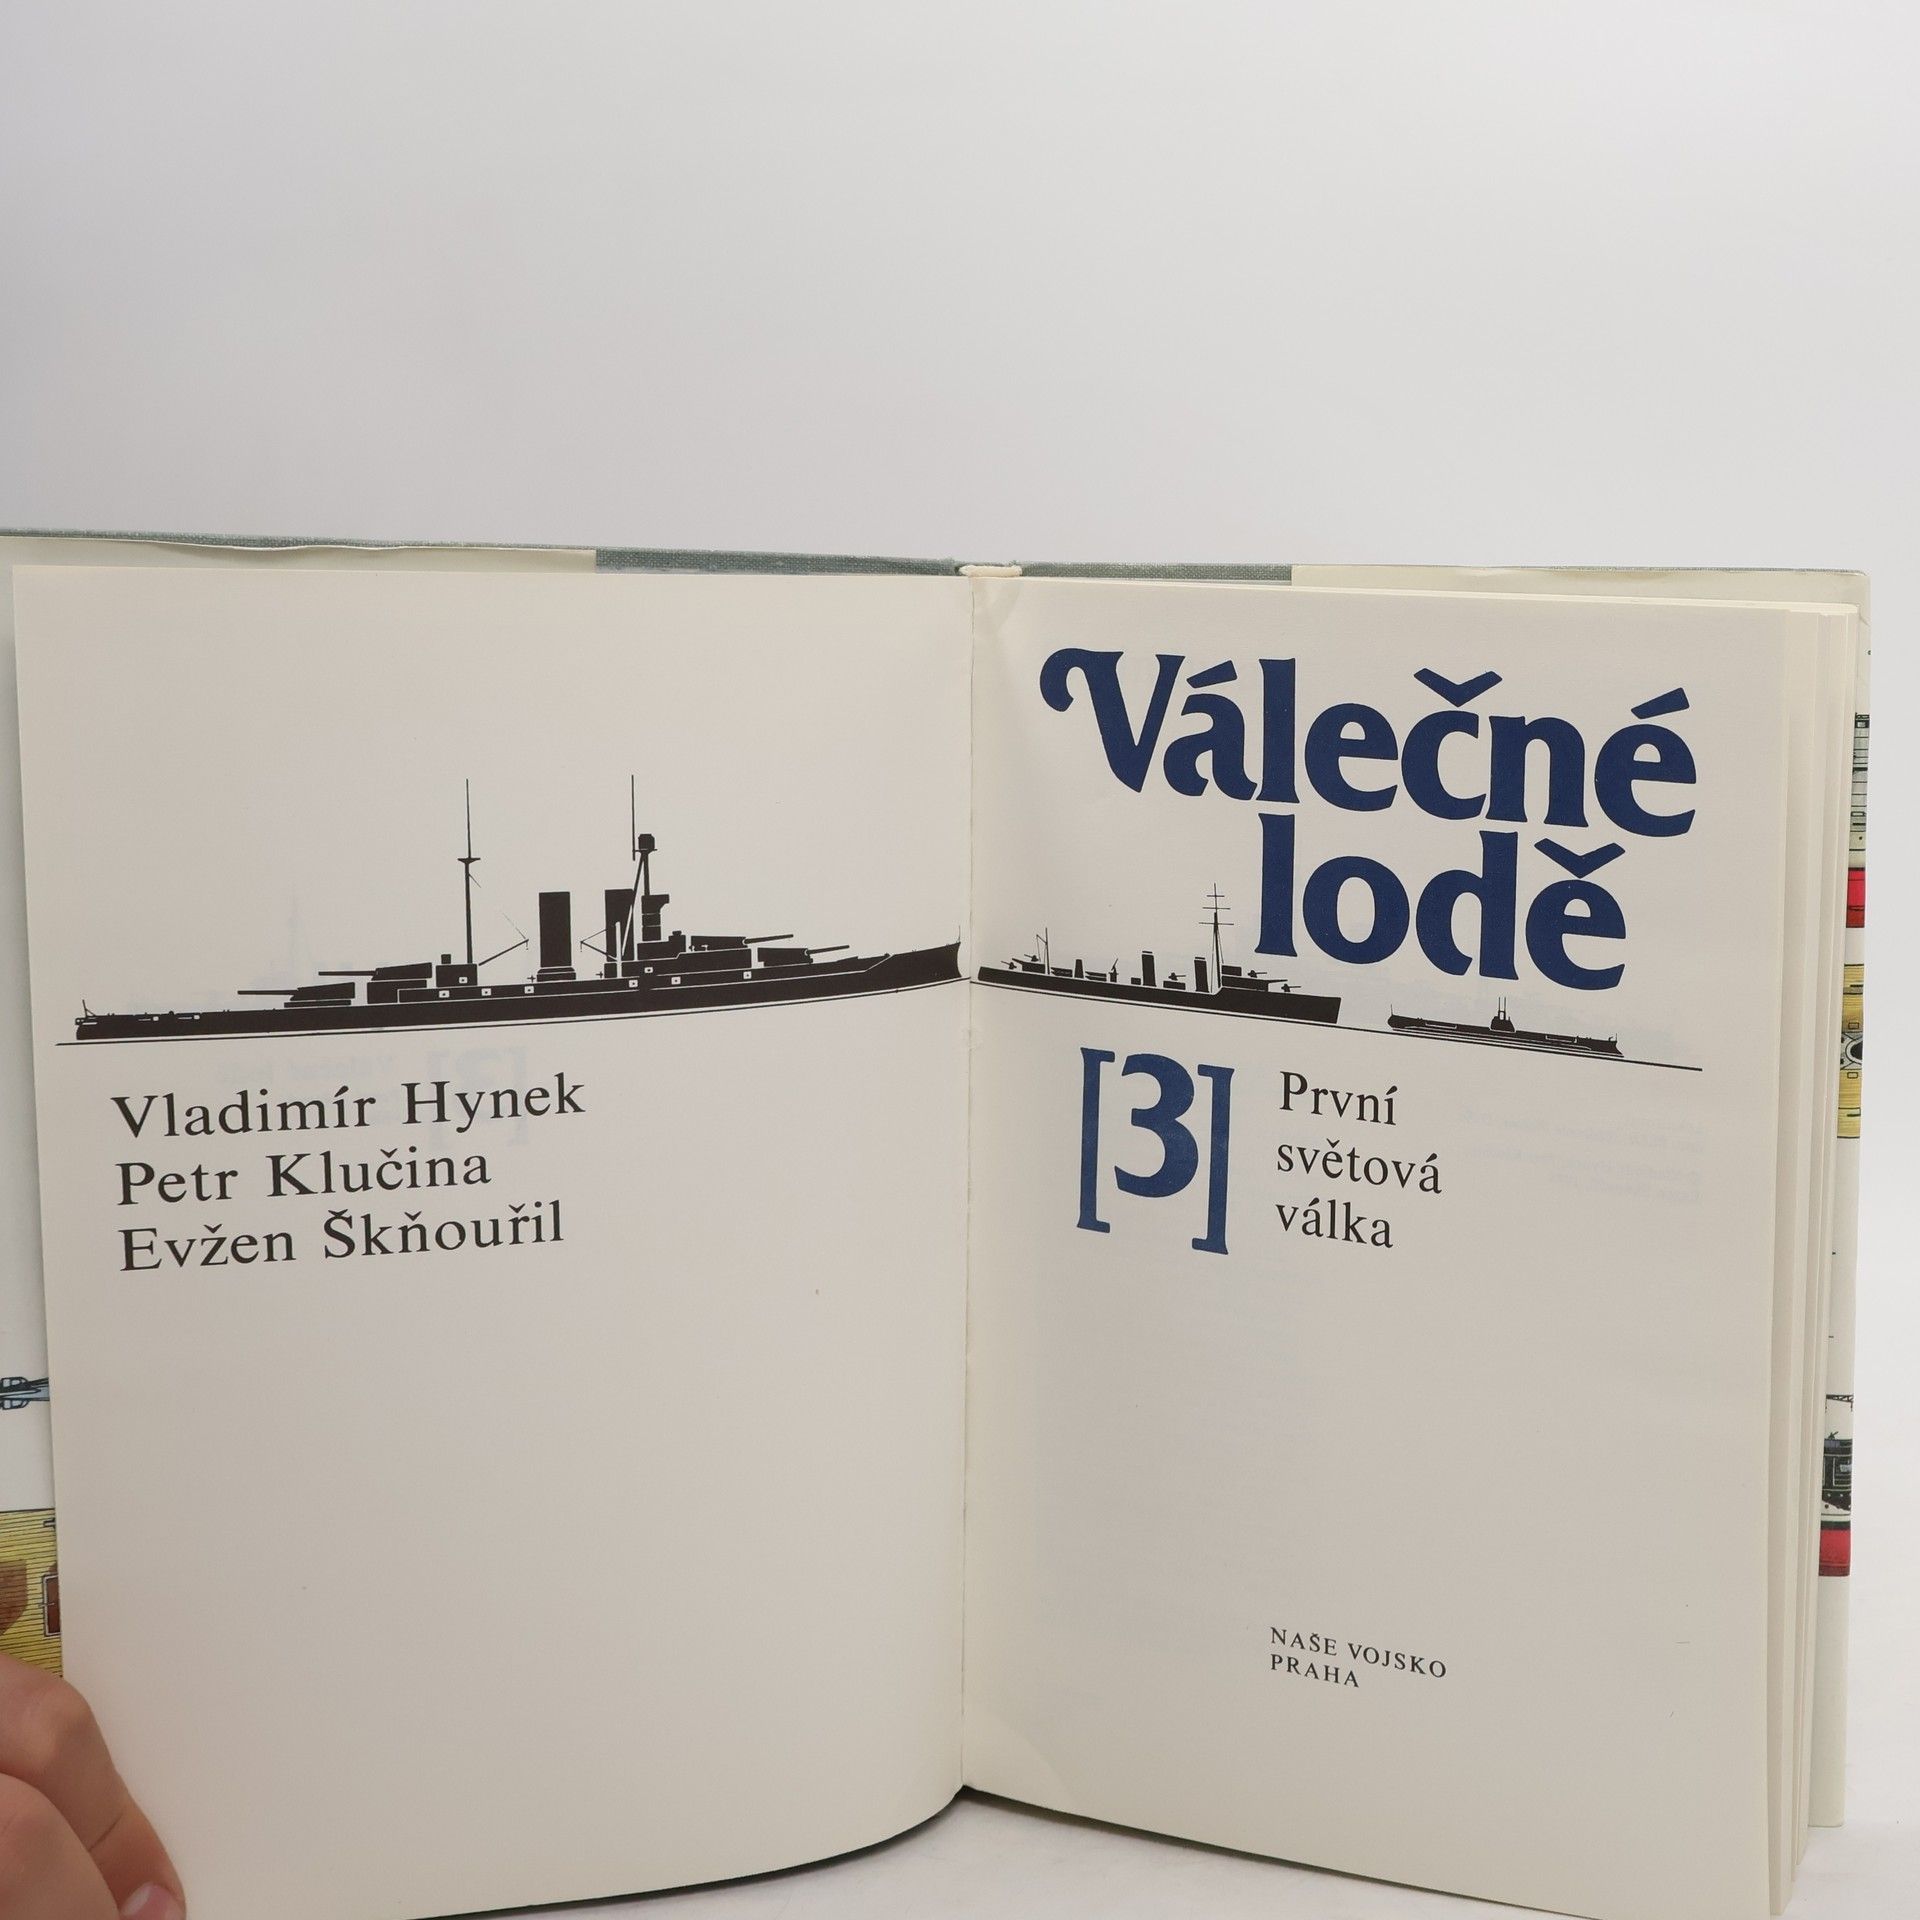 Vladimír Hynek
Petr Klučina
Evžen Škňouřil
Válečné
lodě
[3]
První
světová
válka
NAŠE VOJSKO
PRAHA